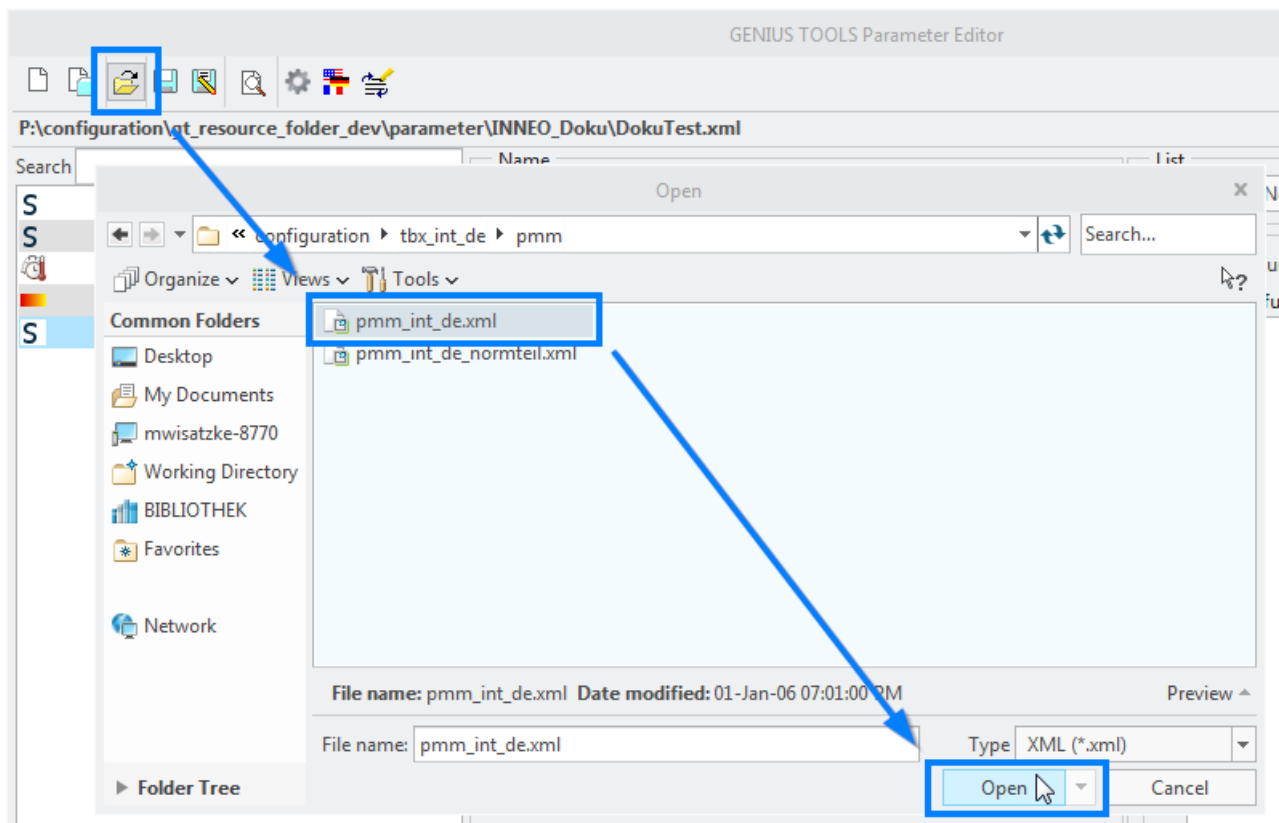 GENIUS TOOLS Parameter Editor
P:\configuration\gt_resource_folder_dev\parameter\INNEO_Doku\DokuTest.xml
Search
Name
List
Open
« configuration tbx_int_de pmm
Search...
Organize Views Tools
Common Folders
pmm_int_de.xml
pmm_int_de_normteil.xml
Desktop
My Documents
mwisatzke-8770
Working Directory
BIBLIOTHEK
Favorites
Network
File name: pmm_int_de.xml Date modified: 01-Jan-06 07:01:00 PM
Preview
File name: pmm_int_de.xml
Type XML (*.xml)
Folder Tree
Open
Cancel